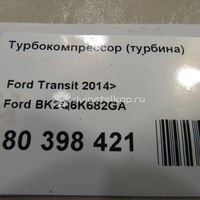 Турбокомпрессор (турбина)
Ford Transit 2014>
Ford BK2Q6K682GA
80 398 421